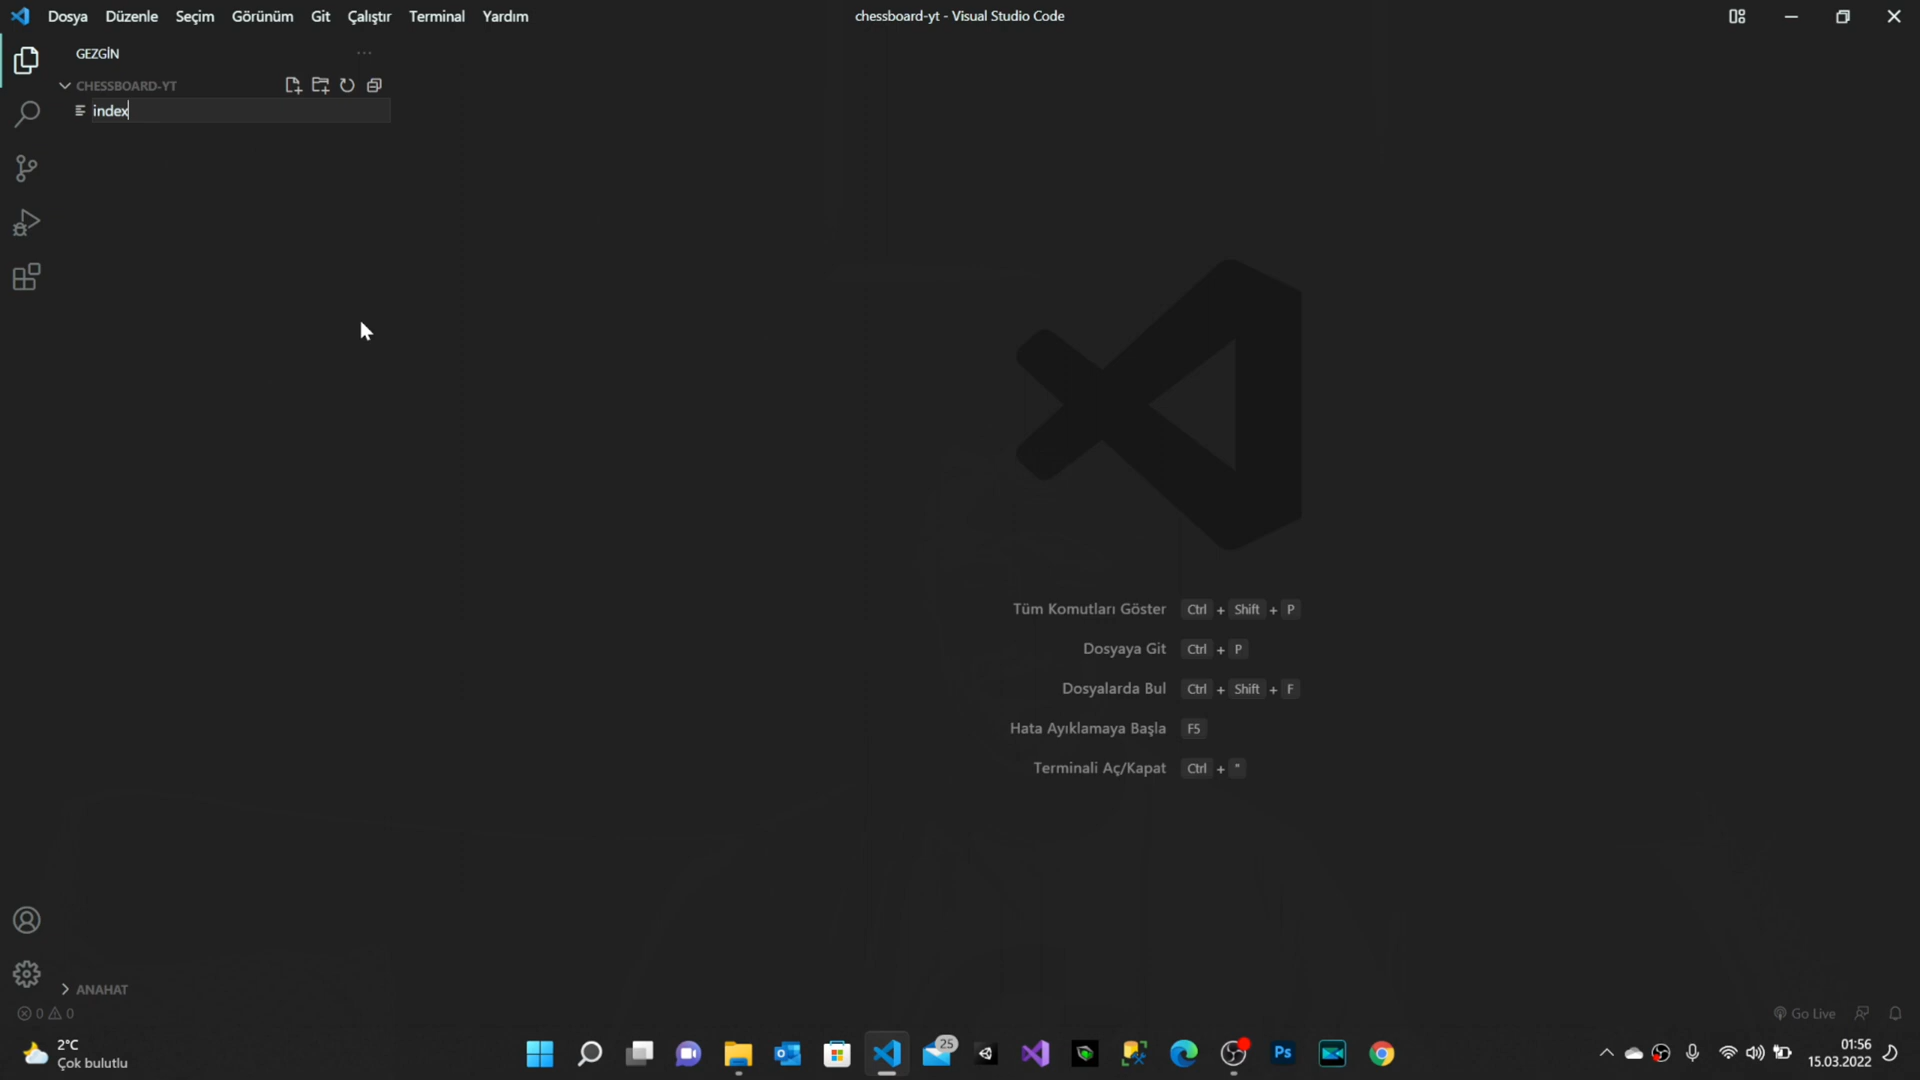 Dosya Düzenle Seçim Görünüm Git Çalıştır Terminal Yardım
chessboard-yt - Visual Studio Code
GEZGİN
CHESSBOARD-YT
index
Tüm Komutları Göster Ctrl + Shift + P
Dosyaya Git Ctrl + P
Dosyalarda Bul Ctrl + Shift + F
Hata Ayıklamaya Başla F5
Terminali Aç/Kapat Ctrl + "
ANAHAT
0 0
Go Live
2°C
Çok bulutlu
25
Ps
01:56
15.03.2022